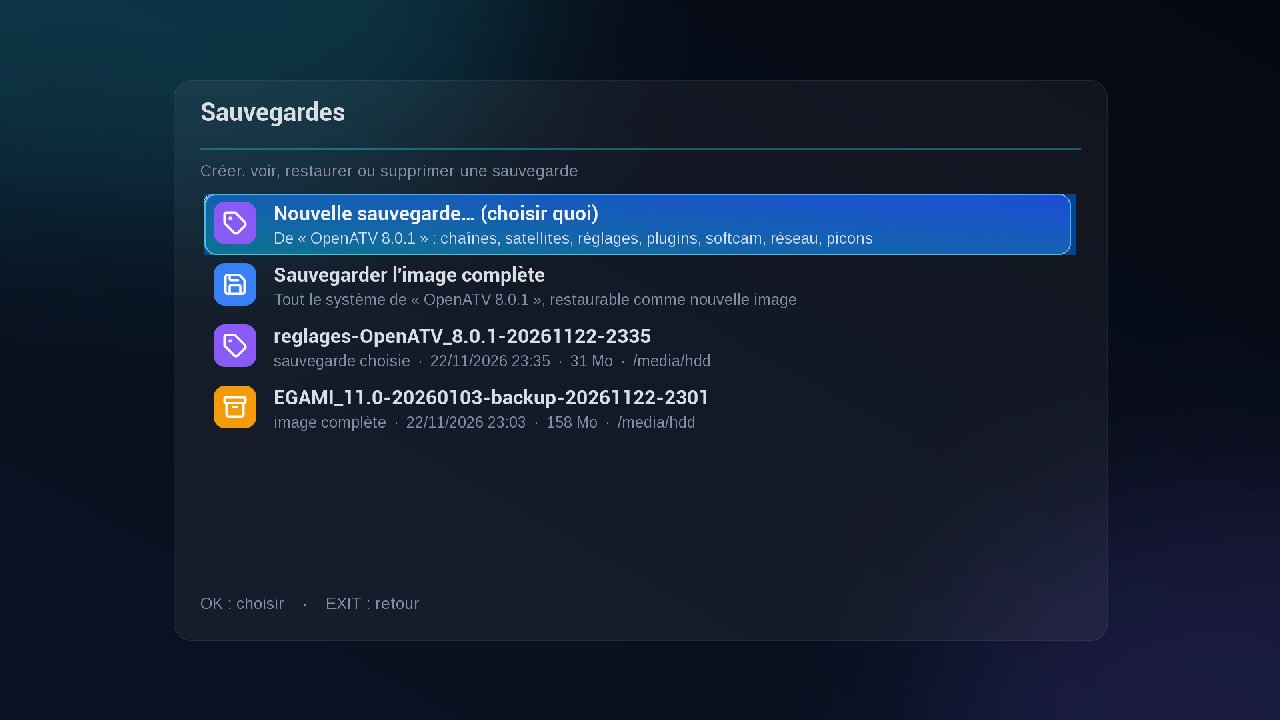 Sauvegardes
Créer, voir, restaurer ou supprimer une sauvegarde
Nouvelle sauvegarde... (choisir quoi)
De « OpenATV 8.0.1 » : chaînes, satellites, réglages, plugins, softcam, réseau, picons
Sauvegarder l'image complète
Tout le système de « OpenATV 8.0.1 », restaurable comme nouvelle image
reglages-OpenATV_8.0.1-20261122-2335
sauvegarde choisie · 22/11/2026 23:35 · 31 Mo · /media/hdd
EGAMI_11.0-20260103-backup-20261122-2301
image complète · 22/11/2026 23:03 · 158 Mo · /media/hdd
OK : choisir · EXIT : retour